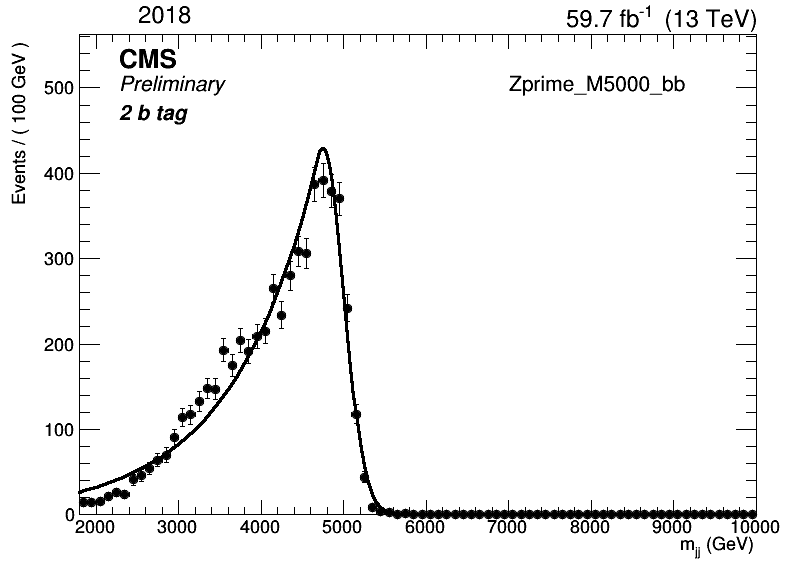 2018 59.7 fb-1 (13 TeV)
CMS
Preliminary
Zprime_M5000_bb
2 b tag
Events / ( 100 GeV )
500
400
300
200
100
0
2000 3000 4000 5000 6000 7000 8000 9000 10000
mjj (GeV)